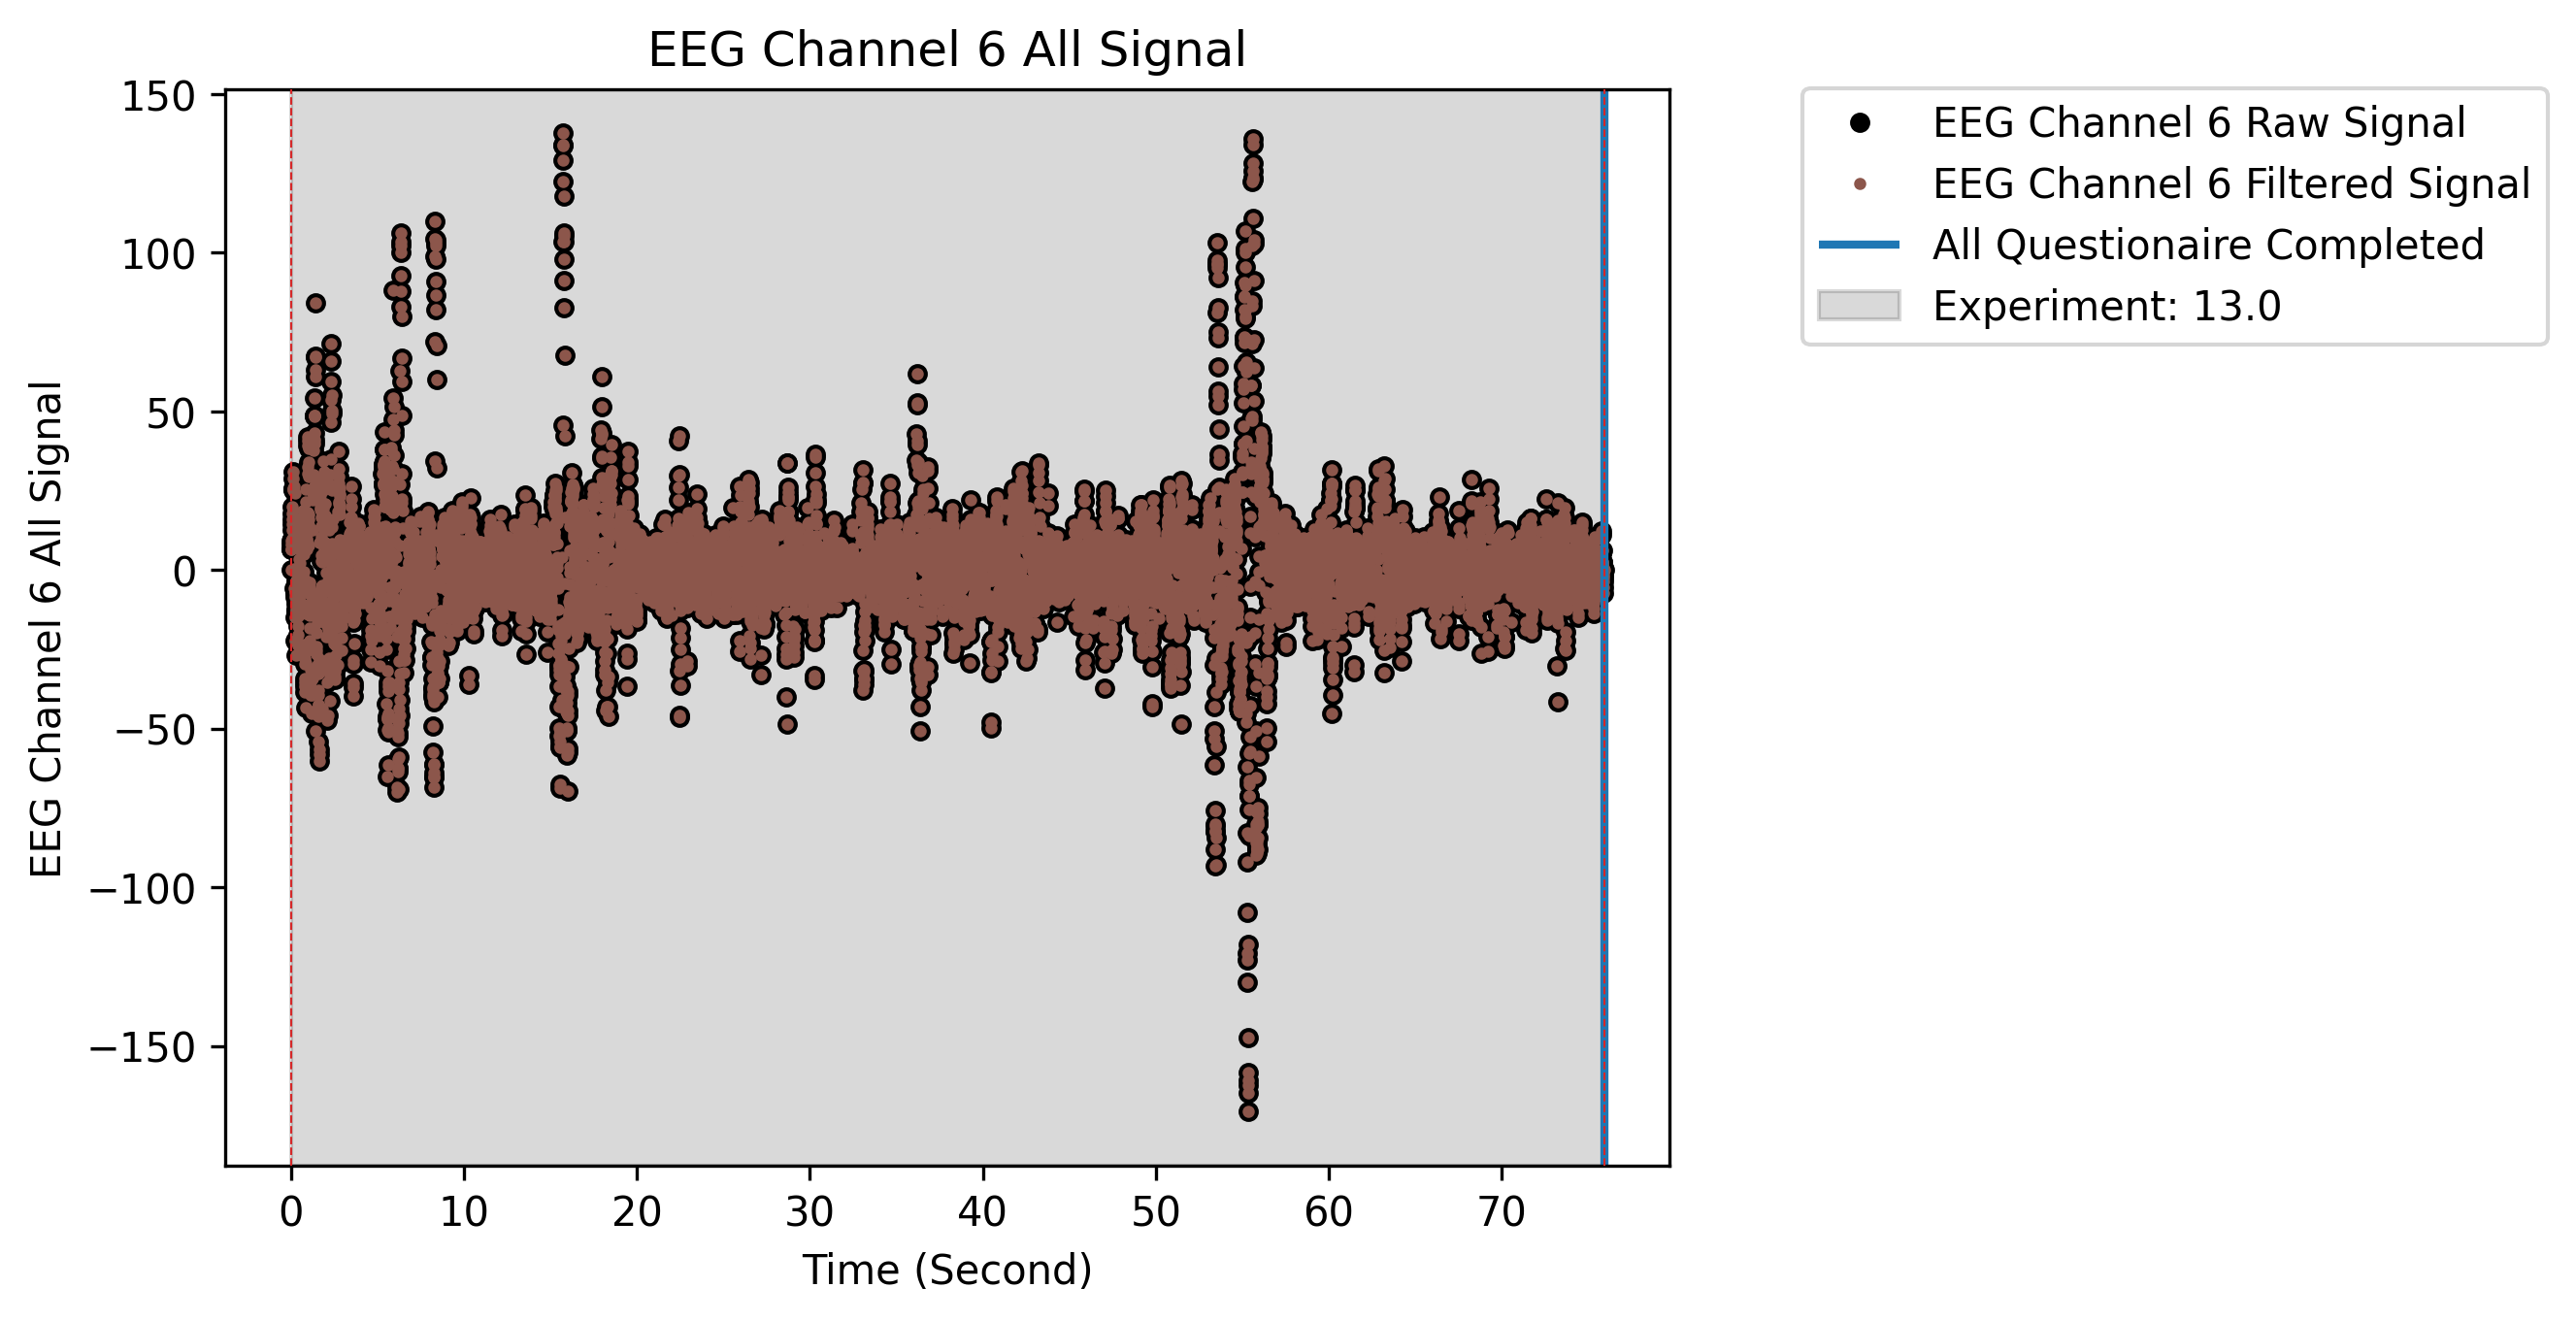 EEG Channel 6 All Signal
EEG Channel 6 All Signal
150
100
50
0
−50
−100
−150
0 10 20 30 40 50 60 70
Time (Second)
EEG Channel 6 Raw Signal
EEG Channel 6 Filtered Signal
All Questionaire Completed
Experiment: 13.0